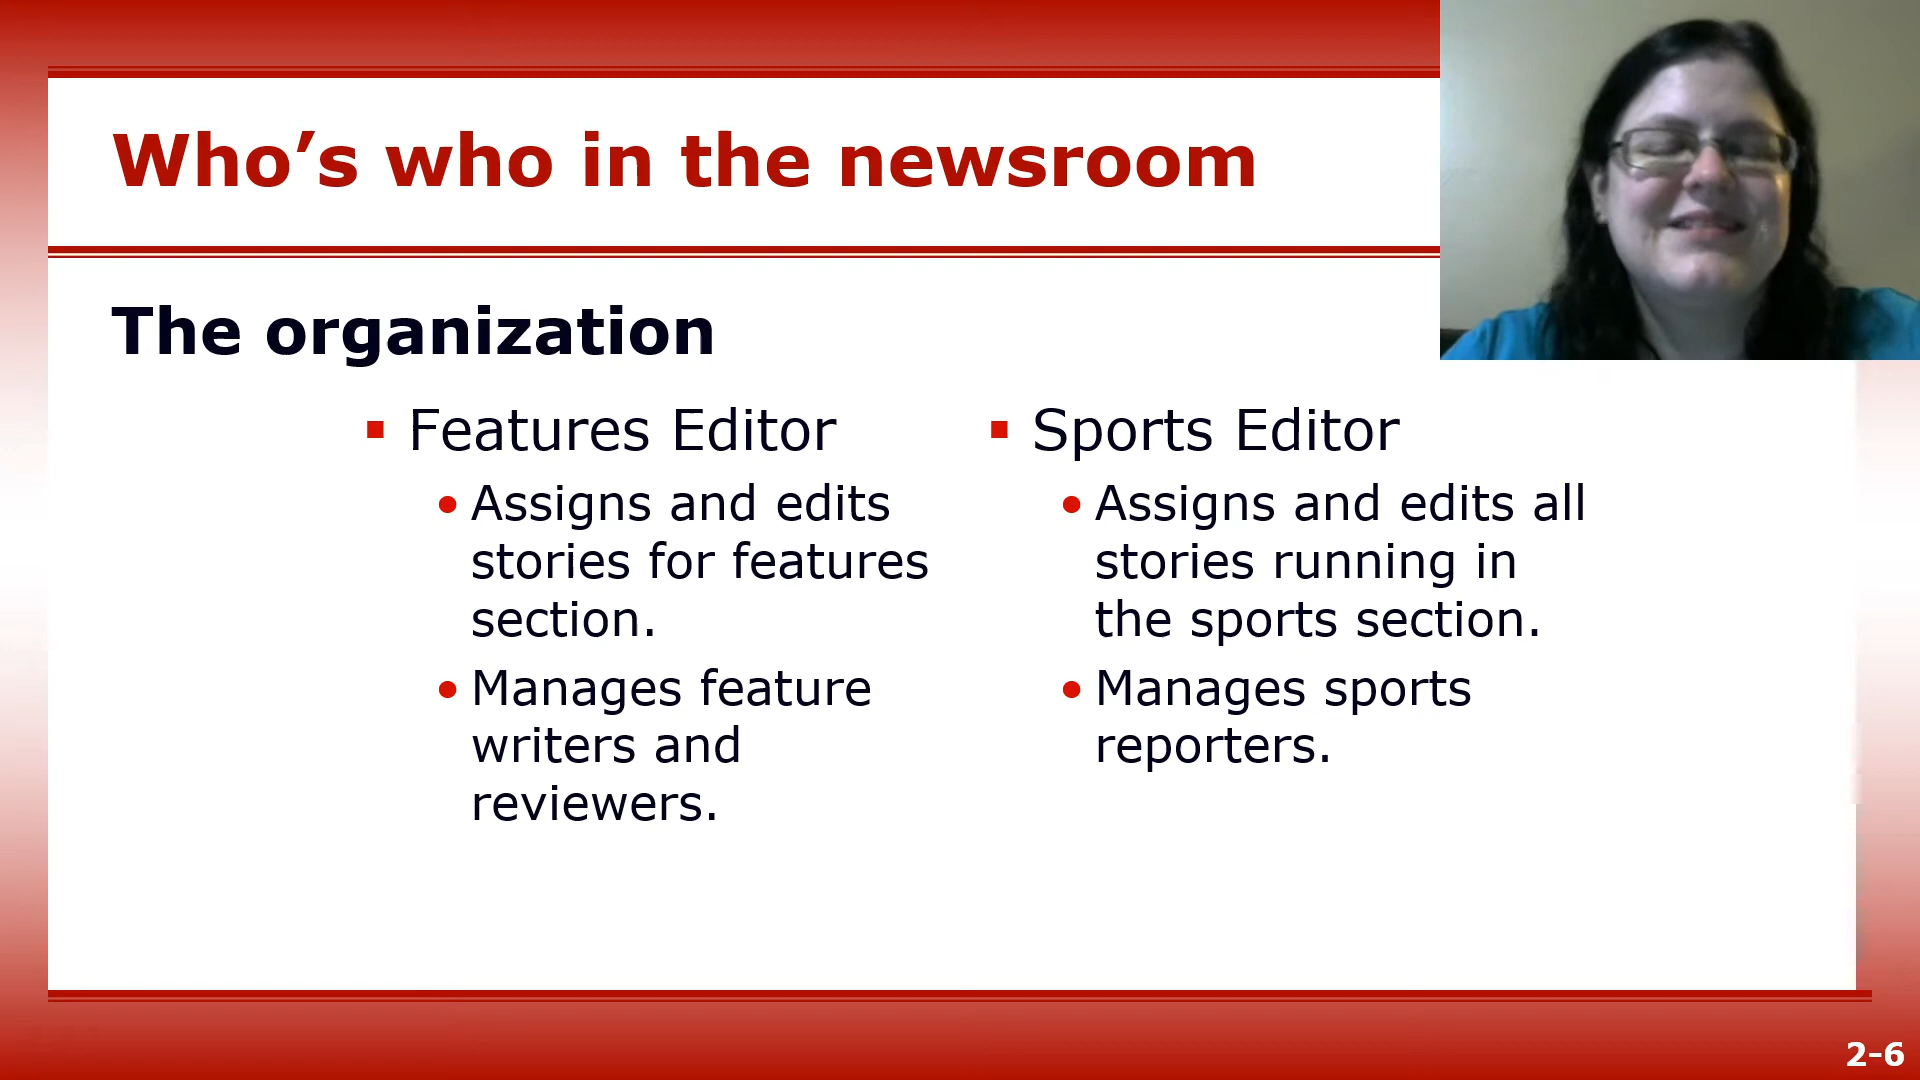 Who’s who in the newsroom
The organization
▪ Features Editor
• Assigns and edits
stories for features
section.
• Manages feature
writers and
reviewers.
▪ Sports Editor
• Assigns and edits all
stories running in
the sports section.
• Manages sports
reporters.
2-6